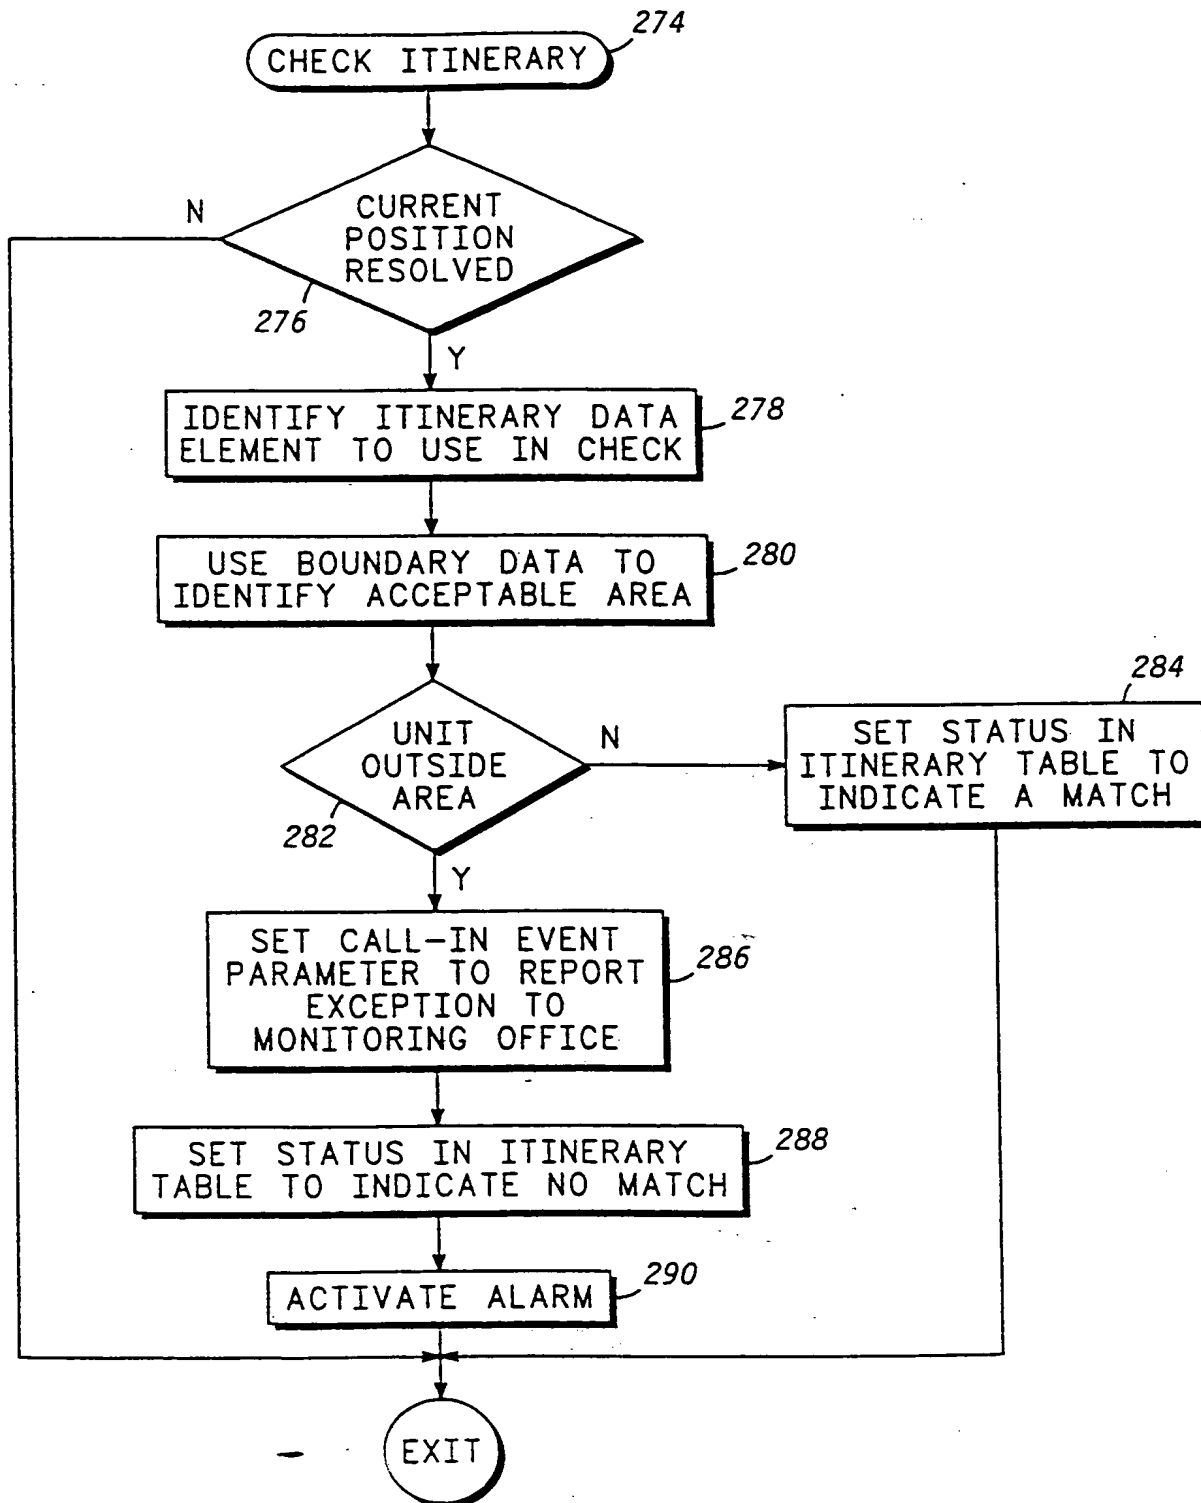 274
CHECK ITINERARY
N
CURRENT
POSITION
RESOLVED
276
Y
IDENTIFY ITINERARY DATA
ELEMENT TO USE IN CHECK
278
USE BOUNDARY DATA TO
IDENTIFY ACCEPTABLE AREA
280
UNIT
OUTSIDE
AREA
N
282
Y
284
SET STATUS IN
ITINERARY TABLE TO
INDICATE A MATCH
SET CALL-IN EVENT
PARAMETER TO REPORT
EXCEPTION TO
MONITORING OFFICE
286
SET STATUS IN ITINERARY
TABLE TO INDICATE NO MATCH
288
ACTIVATE ALARM
290
EXIT